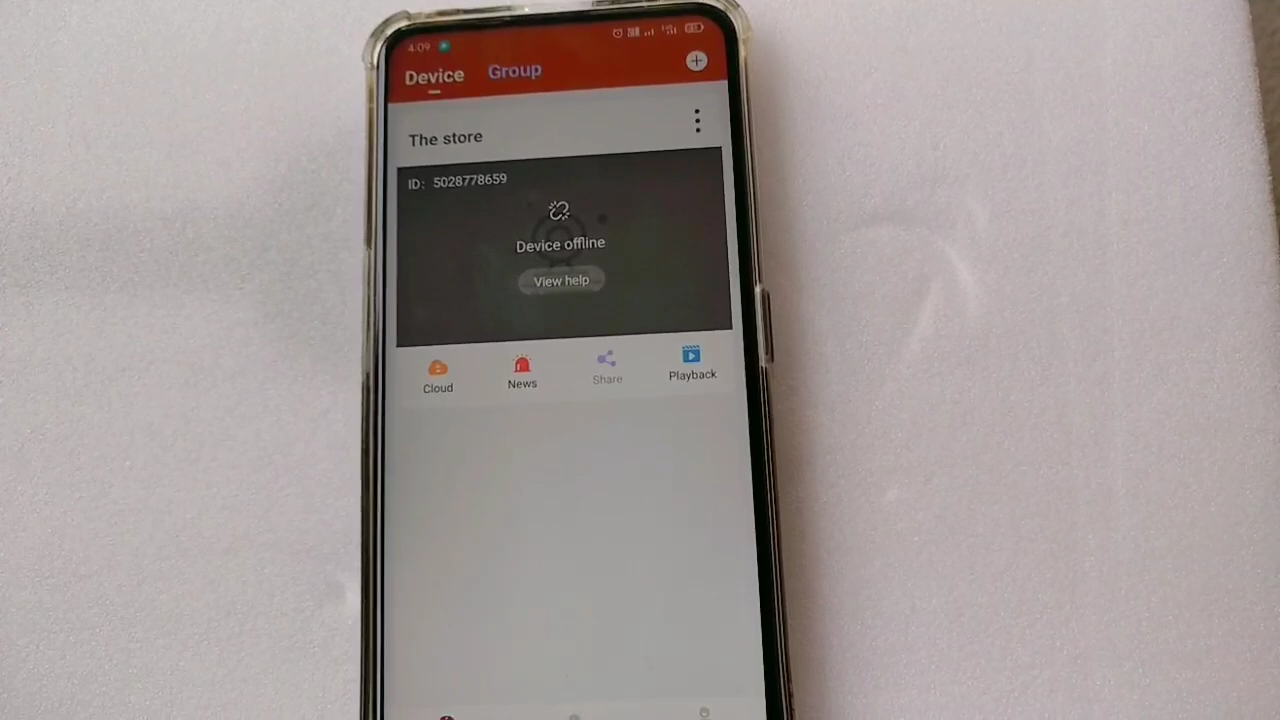 4:09
Device Group
The store
ID: 5028778659
Device offline
View help
Cloud News Share Playback